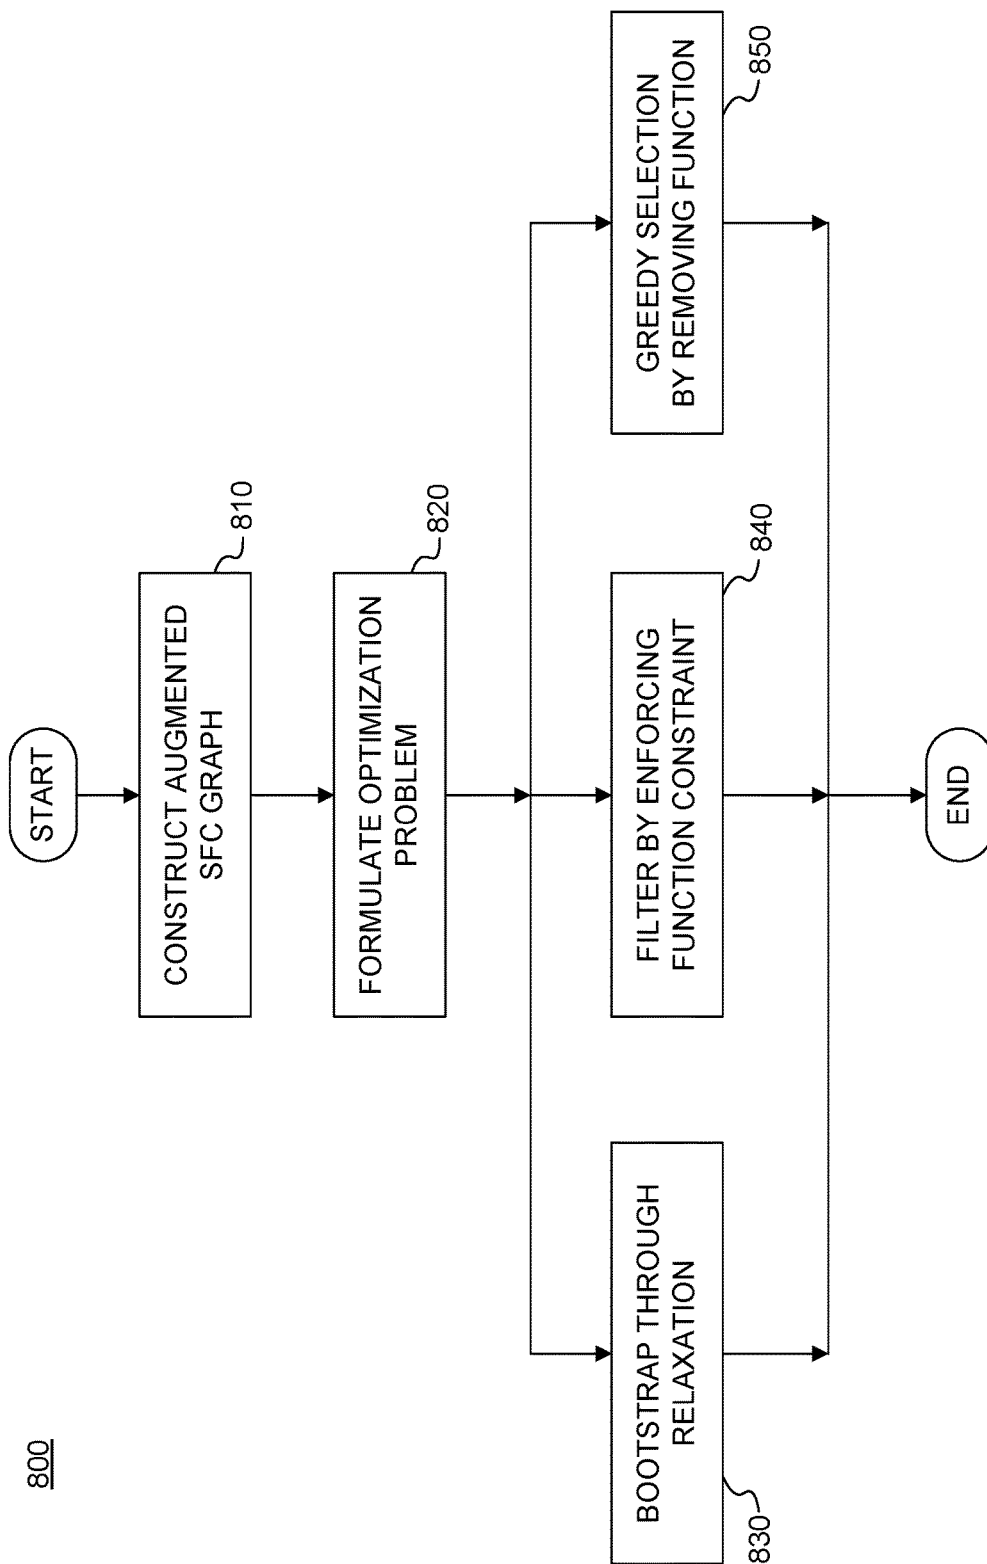 800
START
CONSTRUCT AUGMENTED
SFC GRAPH
810
FORMULATE OPTIMIZATION
PROBLEM
820
BOOTSTRAP THROUGH
RELAXATION
830
FILTER BY ENFORCING
FUNCTION CONSTRAINT
840
GREEDY SELECTION
BY REMOVING FUNCTION
850
END